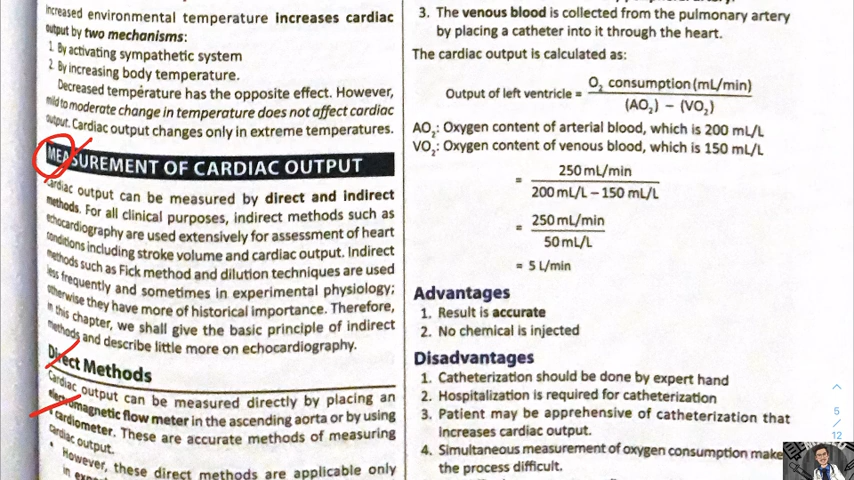 Increased environmental temperature increases cardiac
output by two mechanisms:
1. By activating sympathetic system
2. By increasing body temperature.
Decreased temperature has the opposite effect. However,
mild to moderate change in temperature does not affect cardiac
output. Cardiac output changes only in extreme temperatures.
MEASUREMENT OF CARDIAC OUTPUT
Cardiac output can be measured by direct and indirect
methods. For all clinical purposes, indirect methods such as
echocardiography are used extensively for assessment of heart
conditions including stroke volume and cardiac output. Indirect
methods such as Fick method and dilution techniques are used
less frequently and sometimes in experimental physiology;
otherwise they have more of historical importance. Therefore,
in this chapter, we shall give the basic principle of indirect
methods and describe little more on echocardiography.
Direct Methods
Cardiac output can be measured directly by placing an
electromagnetic flow meter in the ascending aorta or by using
cardiometer. These are accurate methods of measuring
cardiac output.
• However, these direct methods are applicable only
3. The venous blood is collected from the pulmonary artery
by placing a catheter into it through the heart.
The cardiac output is calculated as:
Output of left ventricle = O₂ consumption (mL/min)
(AO₂) – (VO₂)
AO₂: Oxygen content of arterial blood, which is 200 mL/L
VO₂: Oxygen content of venous blood, which is 150 mL/L
= 250 mL/min
200 mL/L – 150 mL/L
= 250 mL/min
50 mL/L
= 5 L/min
Advantages
1. Result is accurate
2. No chemical is injected
Disadvantages
1. Catheterization should be done by expert hand
2. Hospitalization is required for catheterization
3. Patient may be apprehensive of catheterization that
increases cardiac output.
4. Simultaneous measurement of oxygen consumption make
the process difficult.
5
/
12